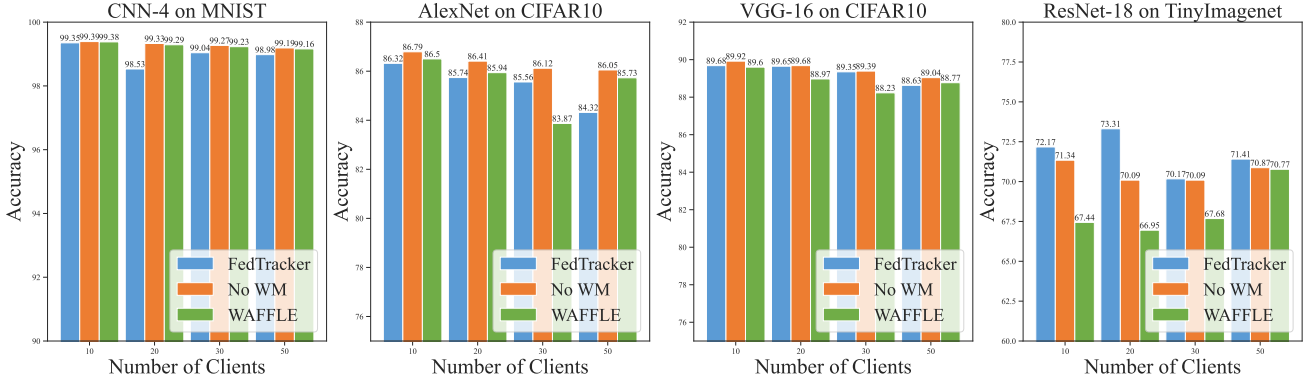 CNN-4 on MNIST
Accuracy
100
98
96
94
92
90
99.35 99.39 99.38
98.53 99.33 99.29
99.04 99.27 99.23
98.98 99.19 99.16
FedTracker
No WM
WAFFLE
10 20 30 50
Number of Clients
AlexNet on CIFAR10
Accuracy
88
86
84
82
80
78
76
86.32 86.79 86.5
85.74 86.41 85.94
85.56 86.12 83.87
84.32 86.05 85.73
FedTracker
No WM
WAFFLE
10 20 30 50
Number of Clients
VGG-16 on CIFAR10
Accuracy
92
90
88
86
84
82
80
78
76
89.68 89.92 89.6
89.65 89.68 88.97
89.35 89.39 88.23
88.63 89.04 88.77
FedTracker
No WM
WAFFLE
10 20 30 50
Number of Clients
ResNet-18 on TinyImagenet
Accuracy
80.0
77.5
75.0
72.5
70.0
67.5
65.0
62.5
60.0
72.17 71.34 67.44
73.31 70.09 66.95
70.17 70.09 67.68
71.41 70.87 70.77
FedTracker
No WM
WAFFLE
10 20 30 50
Number of Clients